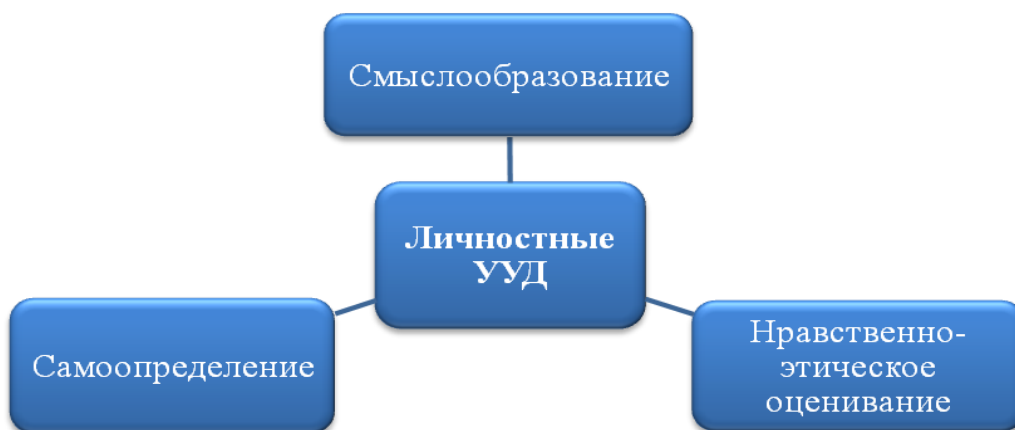 Смыслообразование
Личностные
УУД
Самоопределение
Нравственно-
этическое
оценивание